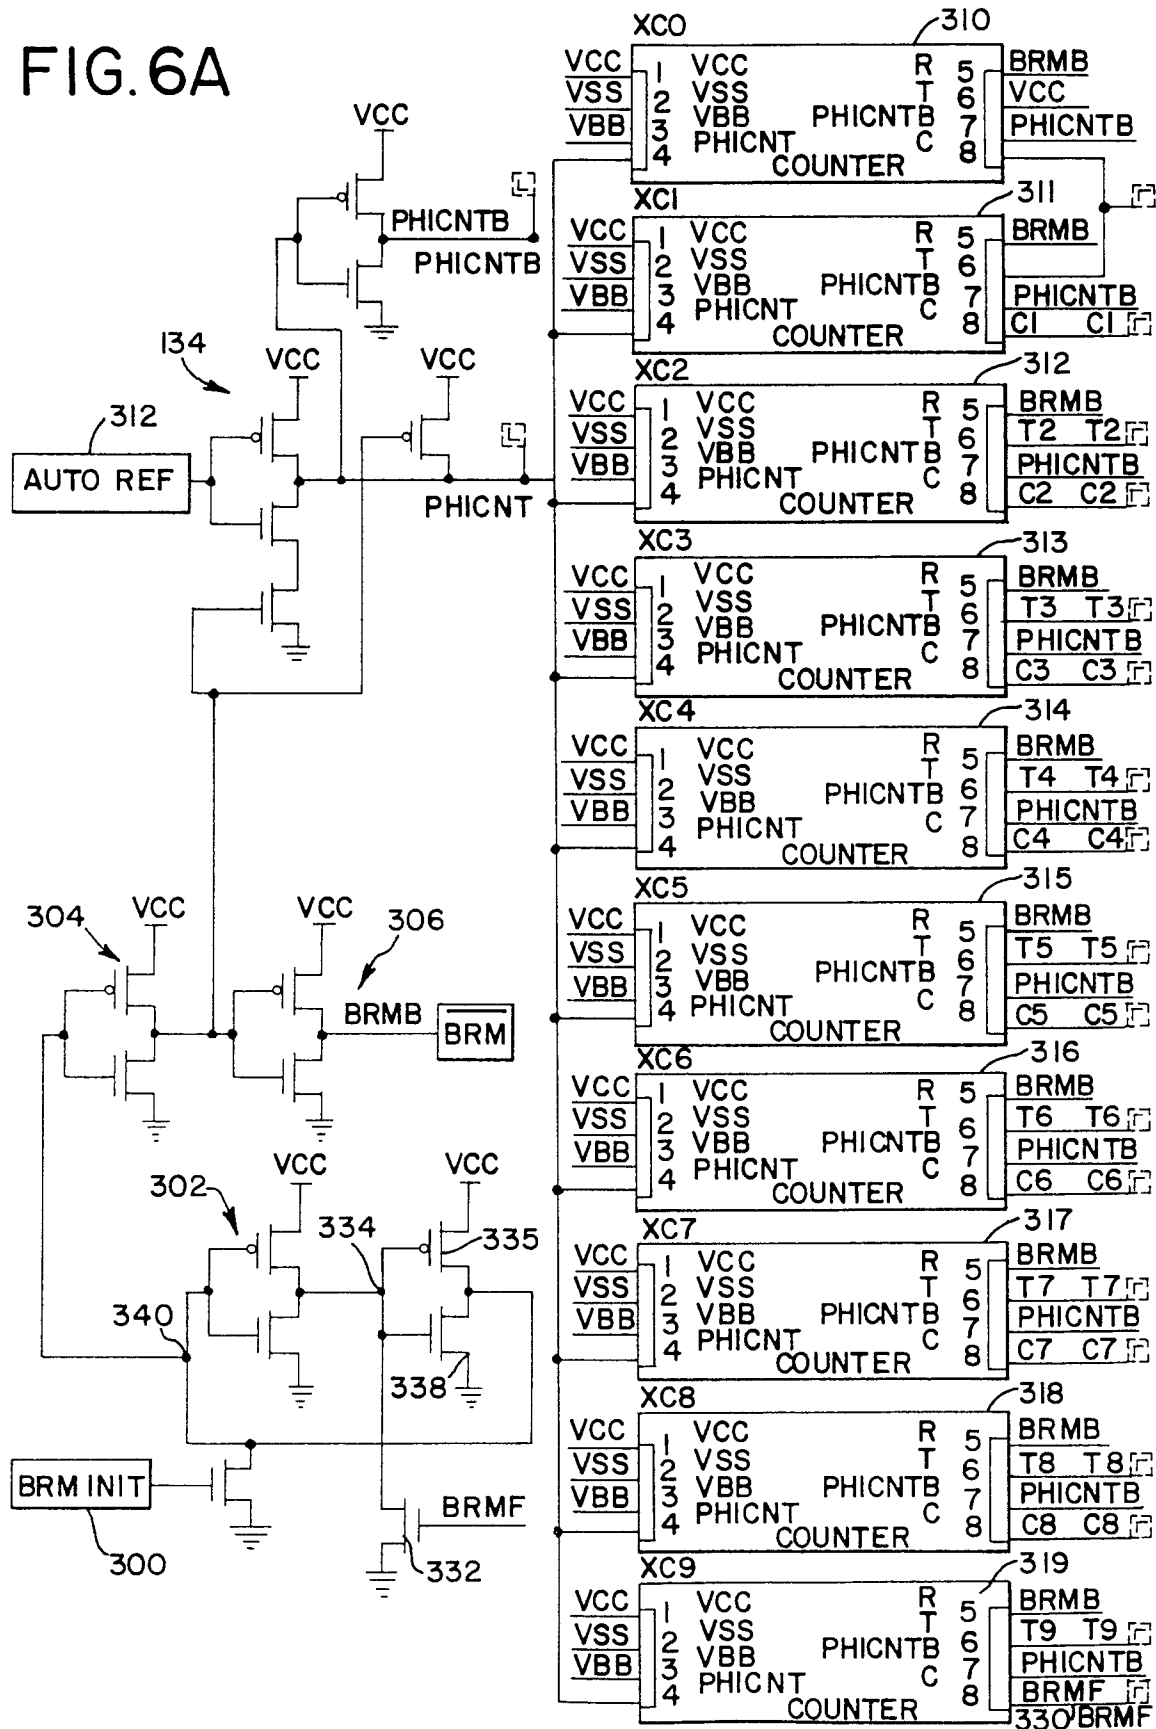 FIG. 6A
VCC
PHICNTB
PHICNTB
134
VCC
VCC
312
AUTO REF
PHICNT
304
VCC
VCC
306
BRMB
BRM
302
VCC
VCC
334
335
340
338
BRM INIT
300
BRMF
332
XC0
310
VCC 1 VCC R 5 BRMB
VSS 2 VSS T 6 VCC
VBB 3 VBB PHICNTB 7 PHICNTB
4 PHICNT C 8
COUNTER
XC1
311
VCC 1 VCC R 5 BRMB
VSS 2 VSS T 6
VBB 3 VBB PHICNTB 7 PHICNTB
4 PHICNT C 8 C1 C1
COUNTER
XC2
312
VCC 1 VCC R 5 BRMB
VSS 2 VSS T 6 T2 T2
VBB 3 VBB PHICNTB 7 PHICNTB
4 PHICNT C 8 C2 C2
COUNTER
XC3
313
VCC 1 VCC R 5 BRMB
VSS 2 VSS T 6 T3 T3
VBB 3 VBB PHICNTB 7 PHICNTB
4 PHICNT C 8 C3 C3
COUNTER
XC4
314
VCC 1 VCC R 5 BRMB
VSS 2 VSS T 6 T4 T4
VBB 3 VBB PHICNTB 7 PHICNTB
4 PHICNT C 8 C4 C4
COUNTER
XC5
315
VCC 1 VCC R 5 BRMB
VSS 2 VSS T 6 T5 T5
VBB 3 VBB PHICNTB 7 PHICNTB
4 PHICNT C 8 C5 C5
COUNTER
XC6
316
VCC 1 VCC R 5 BRMB
VSS 2 VSS T 6 T6 T6
VBB 3 VBB PHICNTB 7 PHICNTB
4 PHICNT C 8 C6 C6
COUNTER
XC7
317
VCC 1 VCC R 5 BRMB
VSS 2 VSS T 6 T7 T7
VBB 3 VBB PHICNTB 7 PHICNTB
4 PHICNT C 8 C7 C7
COUNTER
XC8
318
VCC 1 VCC R 5 BRMB
VSS 2 VSS T 6 T8 T8
VBB 3 VBB PHICNTB 7 PHICNTB
4 PHICNT C 8 C8 C8
COUNTER
XC9
319
VCC 1 VCC R 5 BRMB
VSS 2 VSS T 6 T9 T9
VBB 3 VBB PHICNTB 7 PHICNTB
4 PHICNT C 8 BRMF
COUNTER 330 BRMF